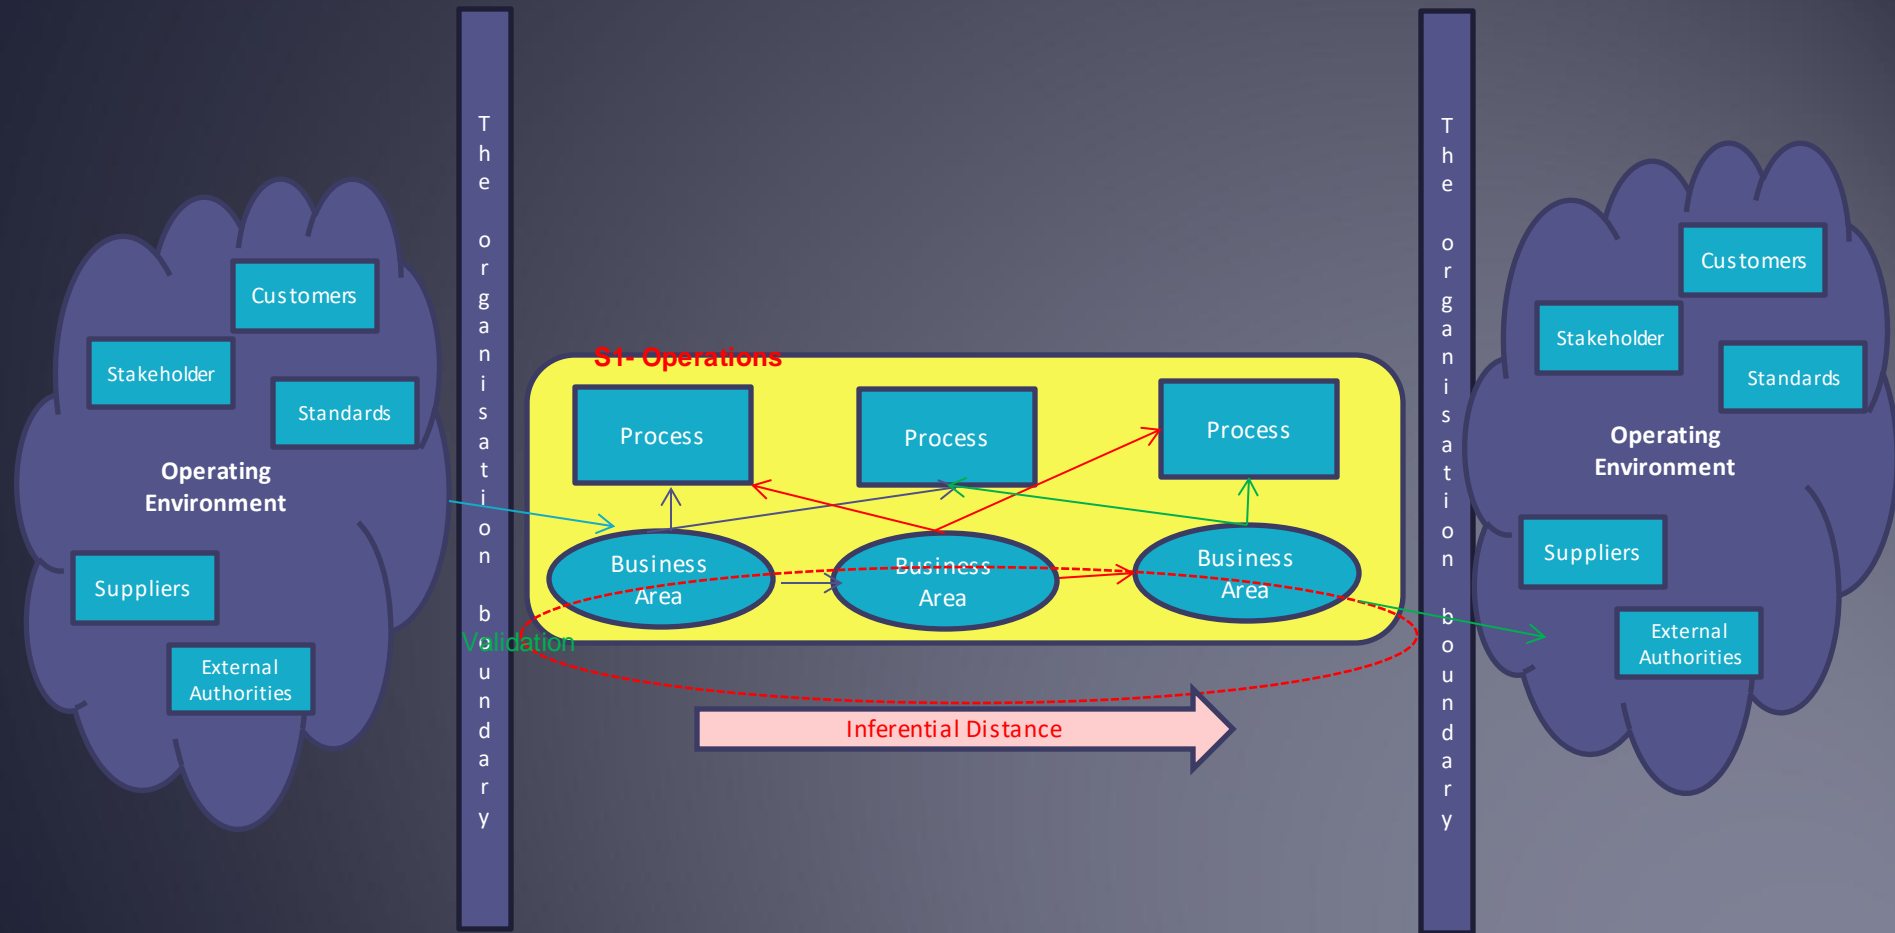 Customers
Stakeholder
Standards
Operating
Environment
Suppliers
External
Authorities
The organisation boundary
S1- Operations
Process
Process
Process
Business
Area
Business
Area
Business
Area
Validation
Inferential Distance
The organisation boundary
Customers
Stakeholder
Standards
Operating
Environment
Suppliers
External
Authorities